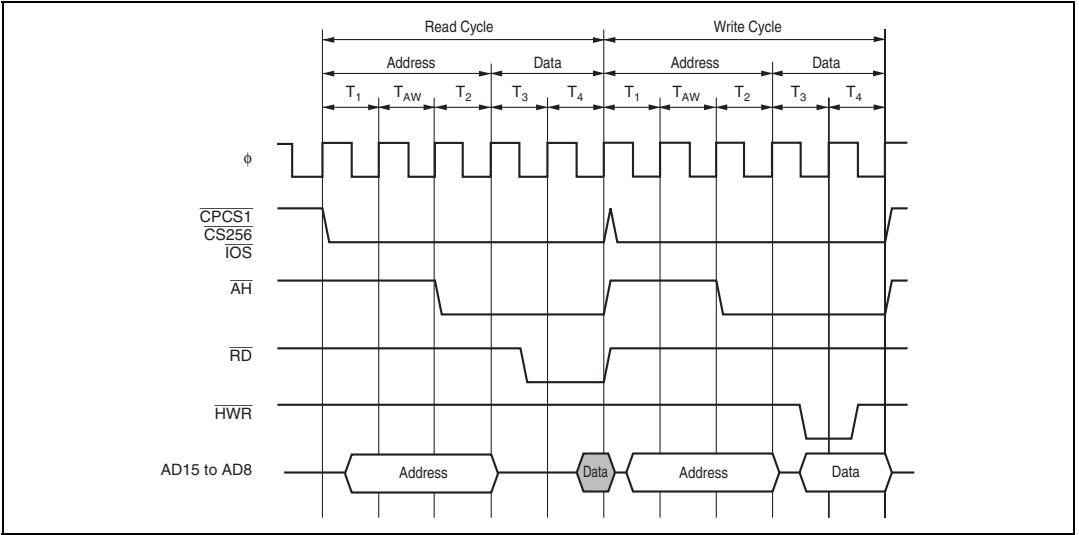 Read Cycle Write Cycle
Address Data Address Data
T1 TAW T2 T3 T4 T1 TAW T2 T3 T4
ϕ
CPCS1
CS256
IOS
AH
RD
HWR
AD15 to AD8 Address Data Address Data